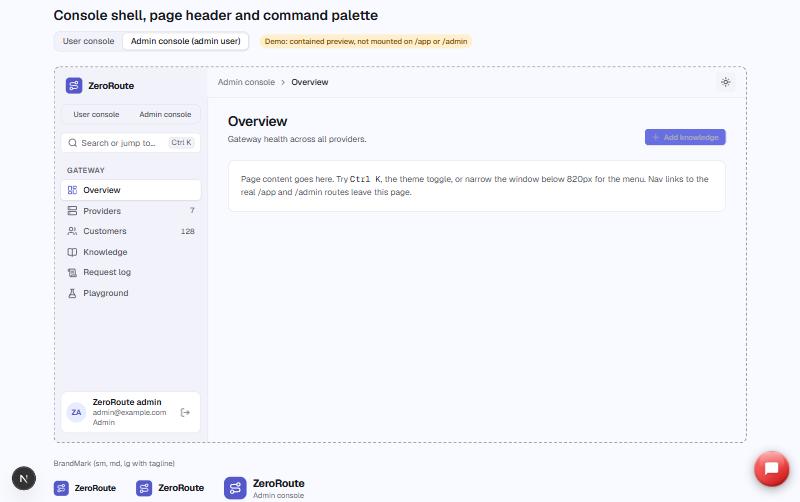 Console shell, page header and command palette
User console
Admin console (admin user)
Demo: contained preview, not mounted on /app or /admin
ZeroRoute
Admin console > Overview
User console
Admin console
Search or jump to...
Ctrl K
GATEWAY
Overview
Providers 7
Customers 128
Knowledge
Request log
Playground
Overview
Gateway health across all providers.
+ Add knowledge
Page content goes here. Try Ctrl K, the theme toggle, or narrow the window below 820px for the menu. Nav links to the
real /app and /admin routes leave this page.
ZA
ZeroRoute admin
admin@example.com
Admin
BrandMark (sm, md, lg with tagline)
ZeroRoute
ZeroRoute
ZeroRoute
Admin console
N